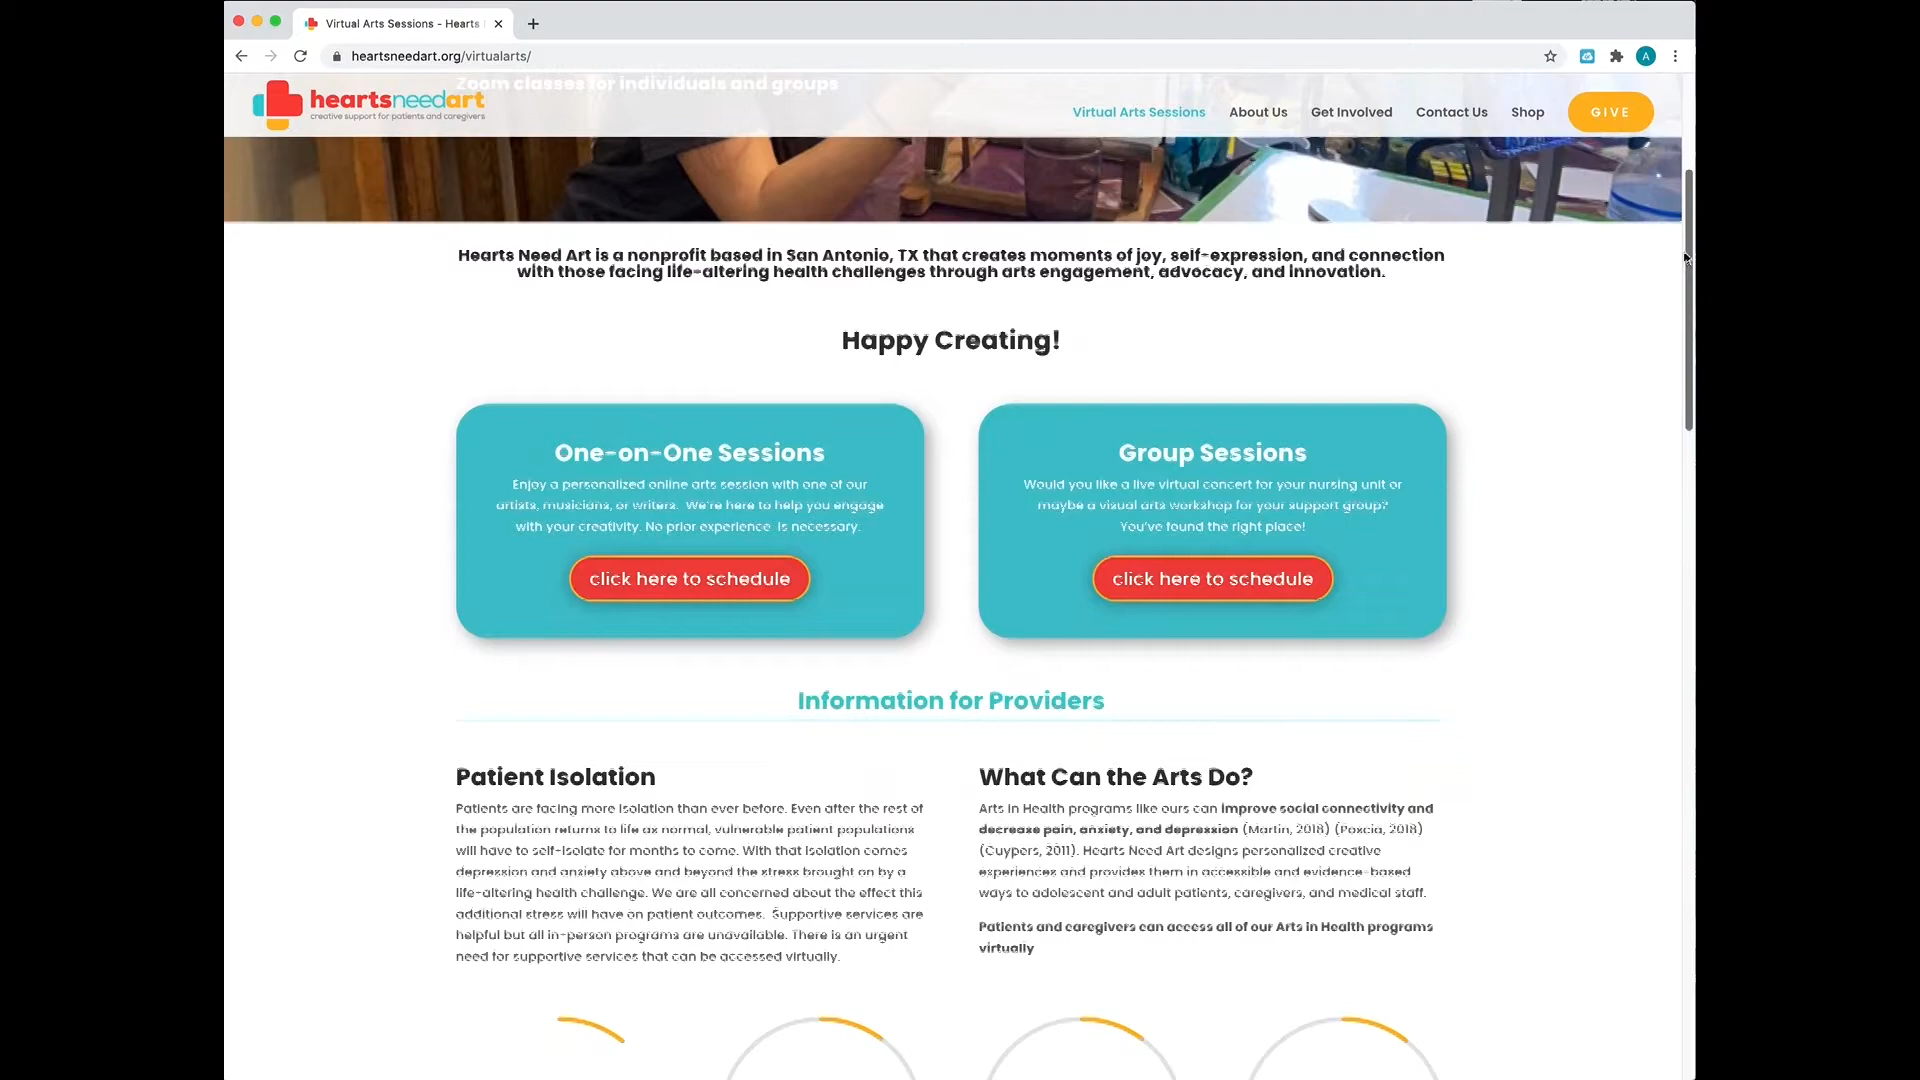 Virtual Arts Sessions - Hearts
heartsneedart.org/virtualarts/
A
Zoom classes for individuals and groups
heartsneedart
creative support for patients and caregivers
Virtual Arts Sessions
About Us
Get Involved
Contact Us
Shop
GIVE
Hearts Need Art is a nonprofit based in San Antonio, TX that creates moments of joy, self-expression, and connection
with those facing life-altering health challenges through arts engagement, advocacy, and innovation.
Happy Creating!
One-on-One Sessions
Enjoy a personalized online arts session with one of our
artists, musicians, or writers. We're here to help you engage
with your creativity. No prior experience is necessary.
click here to schedule
Group Sessions
Would you like a live virtual concert for your nursing unit or
maybe a visual arts workshop for your support group?
You've found the right place!
click here to schedule
Information for Providers
Patient Isolation
Patients are facing more isolation than ever before. Even after the rest of
the population returns to life as normal, vulnerable patient populations
will have to self-isolate for months to come. With that isolation comes
depression and anxiety above and beyond the stress brought on by a
life-altering health challenge. We are all concerned about the effect this
additional stress will have on patient outcomes. Supportive services are
helpful but all in-person programs are unavailable. There is an urgent
need for supportive services that can be accessed virtually.
What Can the Arts Do?
Arts in Health programs like ours can improve social connectivity and
decrease pain, anxiety, and depression (Martin, 2018) (Poscia, 2018)
(Cuypers, 2011). Hearts Need Art designs personalized creative
experiences and provides them in accessible and evidence-based
ways to adolescent and adult patients, caregivers, and medical staff.
Patients and caregivers can access all of our Arts in Health programs
virtually